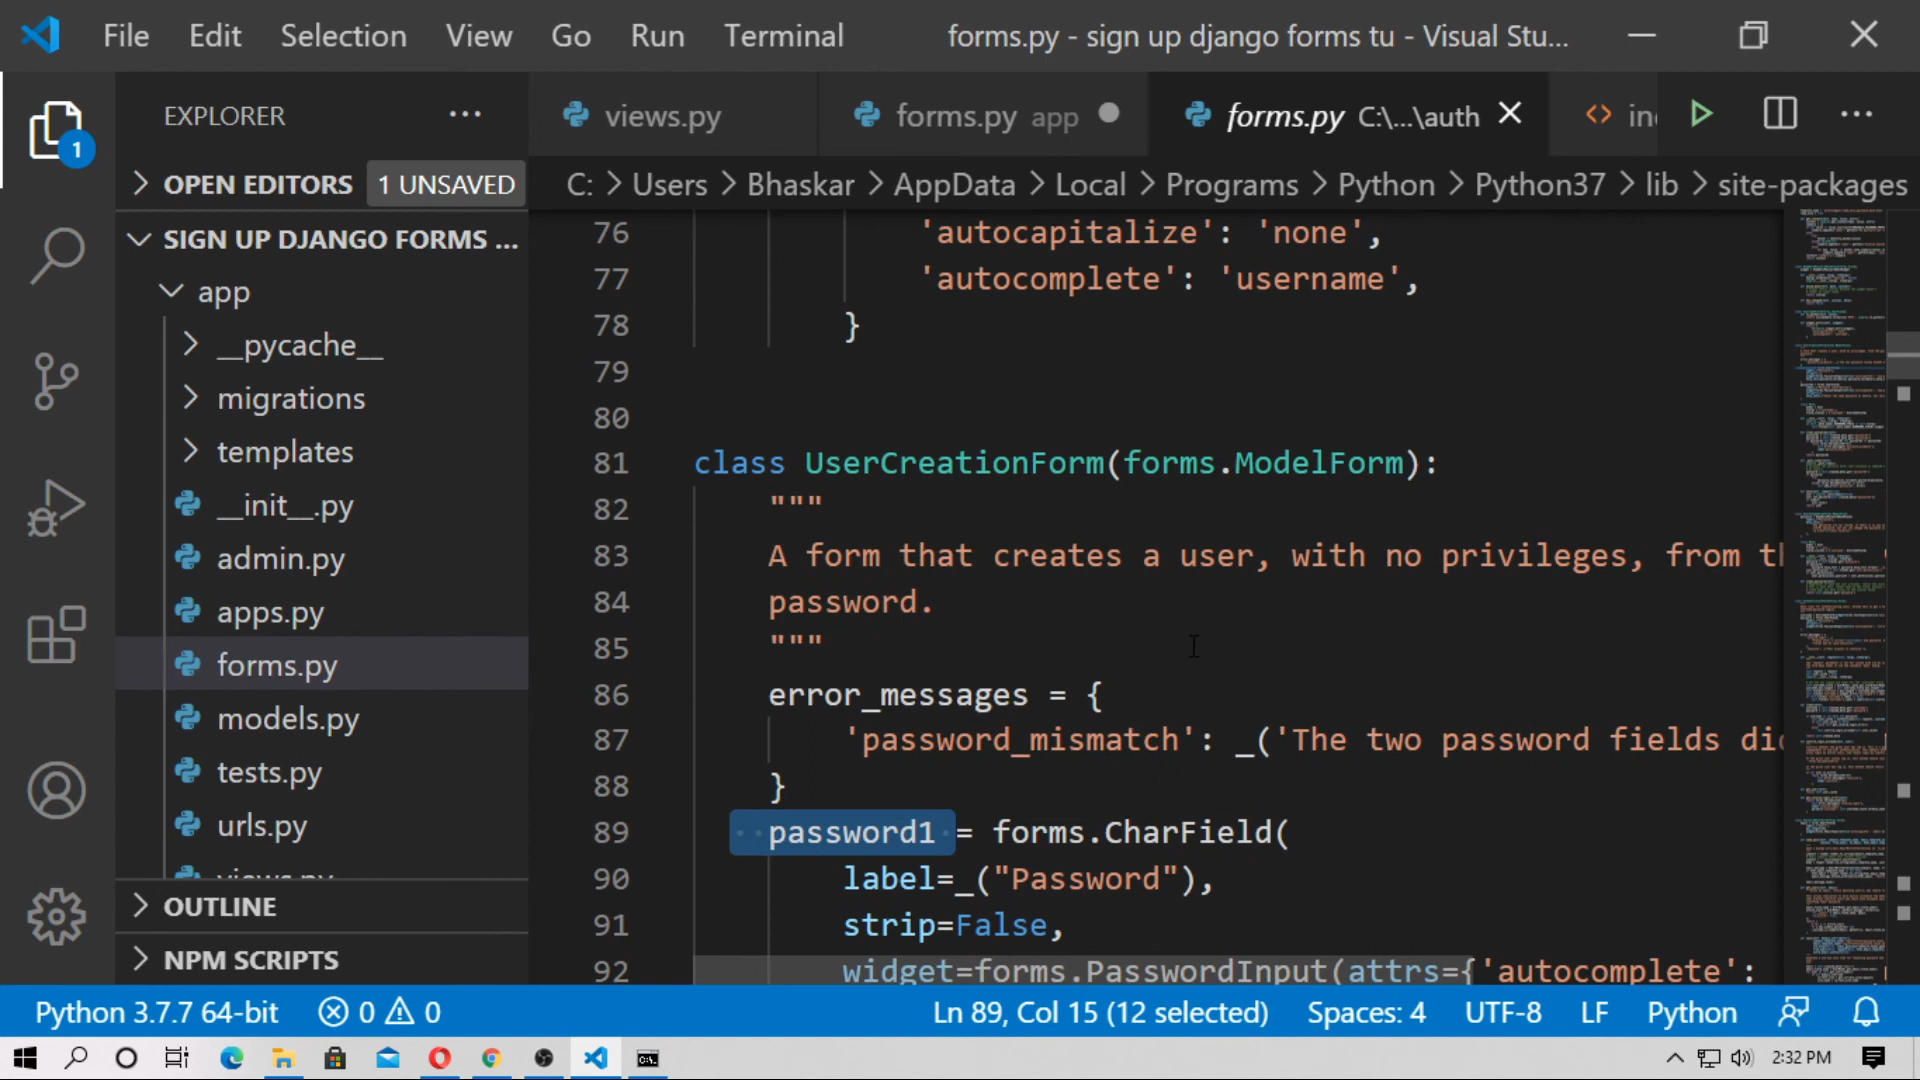 File Edit Selection View Go Run Terminal forms.py - sign up django forms tu - Visual Stu...
EXPLORER ...
views.py forms.py app forms.py C:\...\auth
OPEN EDITORS 1 UNSAVED
C: > Users > Bhaskar > AppData > Local > Programs > Python > Python37 > lib > site-packages
SIGN UP DJANGO FORMS ...
app
__pycache__
migrations
templates
__init__.py
admin.py
apps.py
forms.py
models.py
tests.py
urls.py
views.py
OUTLINE
NPM SCRIPTS
1
76 'autocapitalize': 'none',
77 'autocomplete': 'username',
78 }
79
80
81 class UserCreationForm(forms.ModelForm):
82 """
83 A form that creates a user, with no privileges, from
84 password.
85 """
86 error_messages = {
87 'password_mismatch': _('The two password fields
88 }
89 password1 = forms.CharField(
90 label=_("Password"),
91 strip=False,
92 widget=forms.PasswordInput(attrs={'autocomplete':
Python 3.7.7 64-bit 0 0 Ln 89, Col 15 (12 selected) Spaces: 4 UTF-8 LF Python
2:32 PM